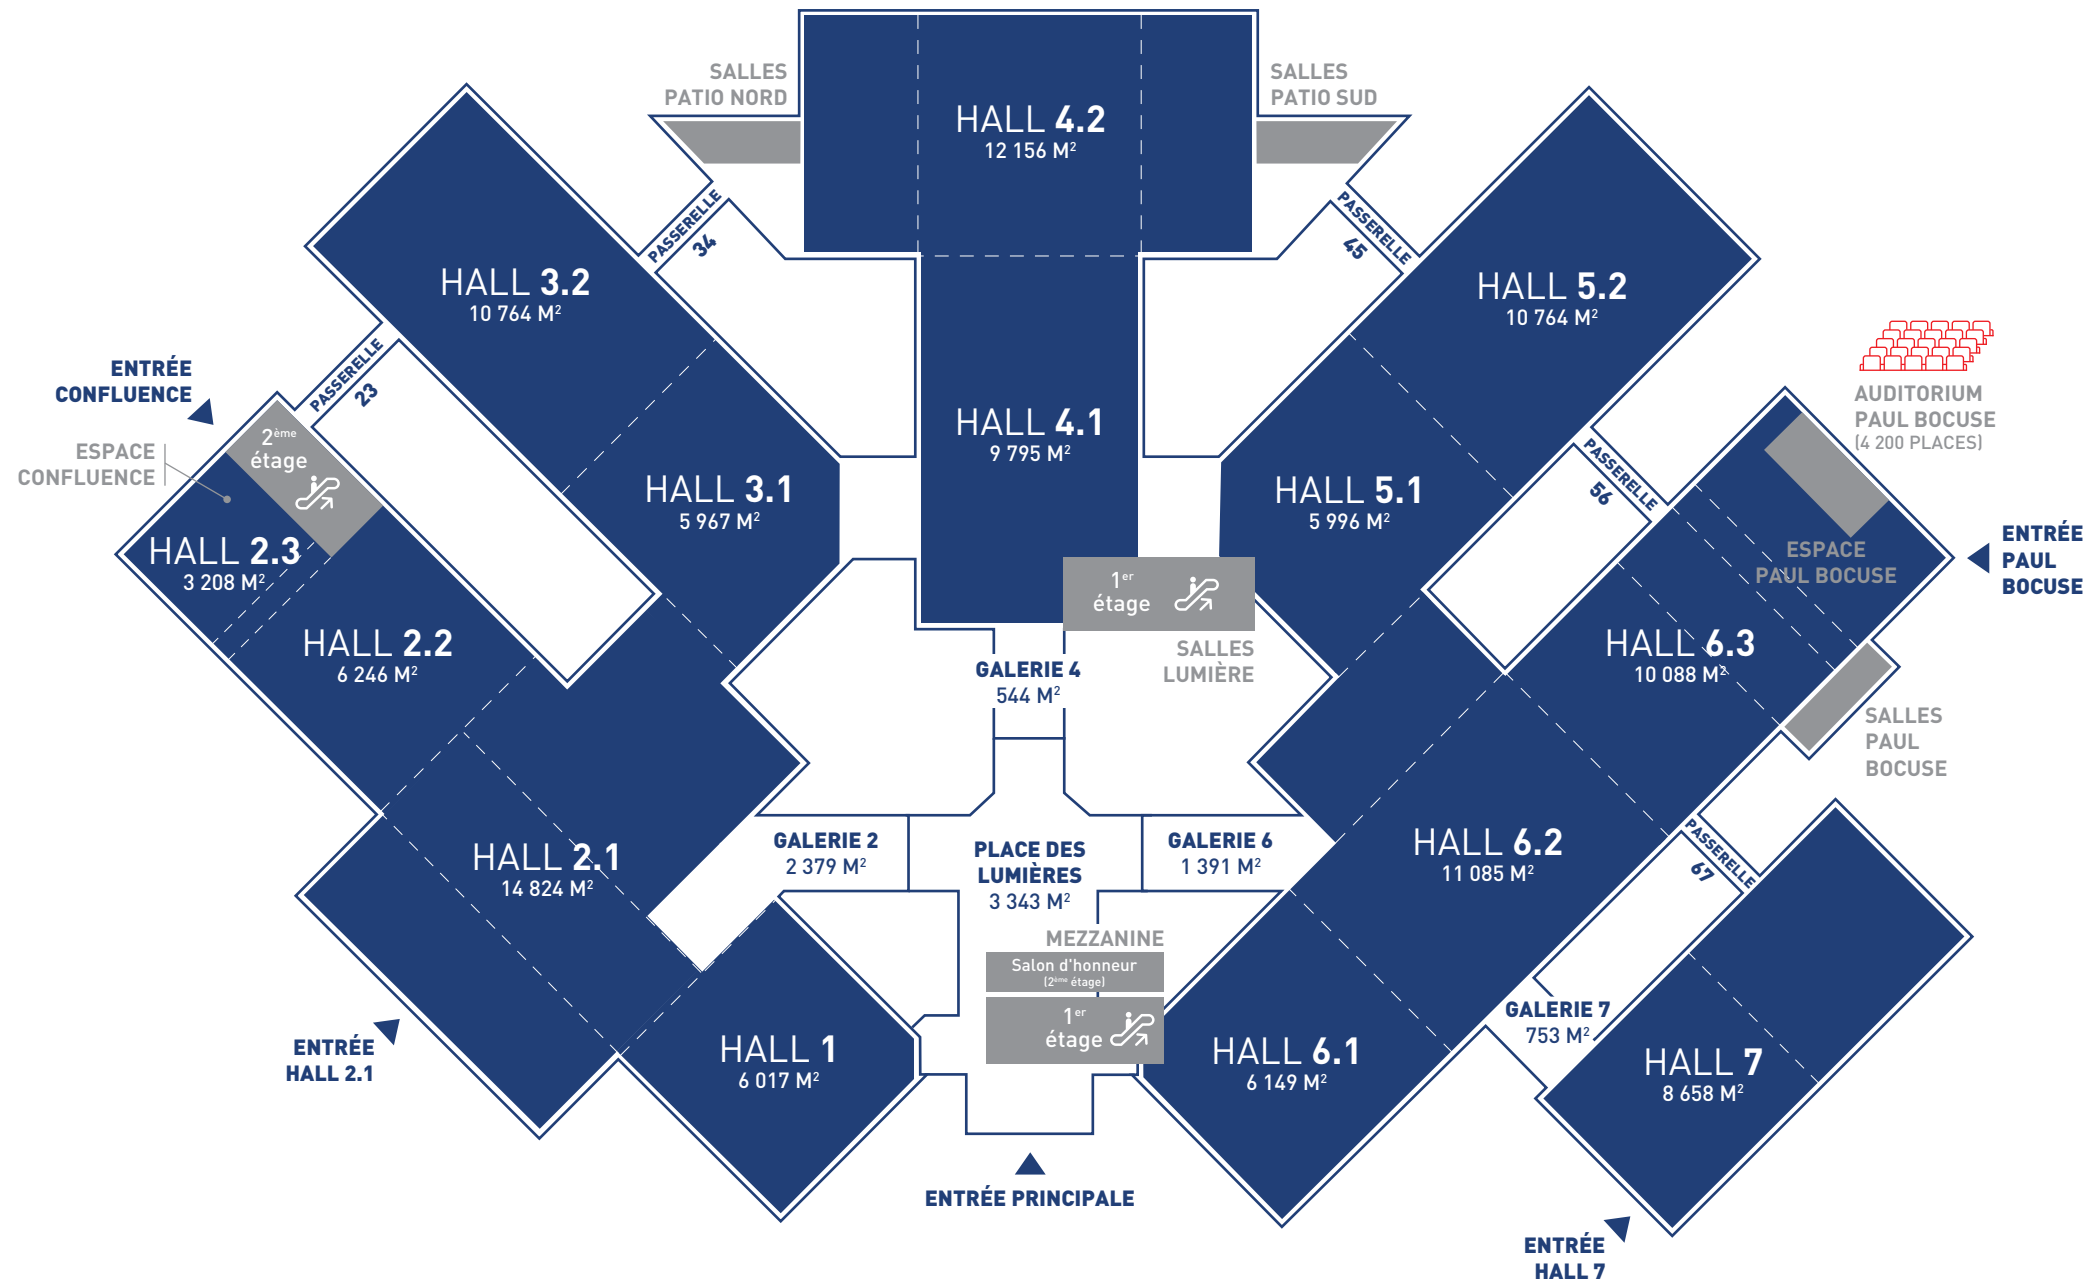 SALLES
PATIO NORD
SALLES
PATIO SUD
HALL 4.2
12 156 M²
PASSERELLE
34
PASSERELLE
45
HALL 3.2
10 764 M²
HALL 5.2
10 764 M²
ENTRÉE
CONFLUENCE
PASSERELLE
23
AUDITORIUM
PAUL BOCUSE
(4 200 PLACES)
ESPACE
CONFLUENCE
2ème
étage
HALL 4.1
9 795 M²
HALL 3.1
5 967 M²
HALL 5.1
5 996 M²
PASSERELLE
56
HALL 2.3
3 208 M²
ESPACE
PAUL BOCUSE
ENTRÉE
PAUL
BOCUSE
1er
étage
SALLES
LUMIÈRE
HALL 2.2
6 246 M²
GALERIE 4
544 M²
HALL 6.3
10 088 M²
SALLES
PAUL
BOCUSE
HALL 2.1
14 824 M²
GALERIE 2
2 379 M²
PLACE DES
LUMIÈRES
3 343 M²
GALERIE 6
1 391 M²
HALL 6.2
11 085 M²
PASSERELLE
67
MEZZANINE
Salon d'honneur
(2ème étage)
1er
étage
GALERIE 7
753 M²
ENTRÉE
HALL 2.1
HALL 1
6 017 M²
HALL 6.1
6 149 M²
HALL 7
8 658 M²
ENTRÉE PRINCIPALE
ENTRÉE
HALL 7